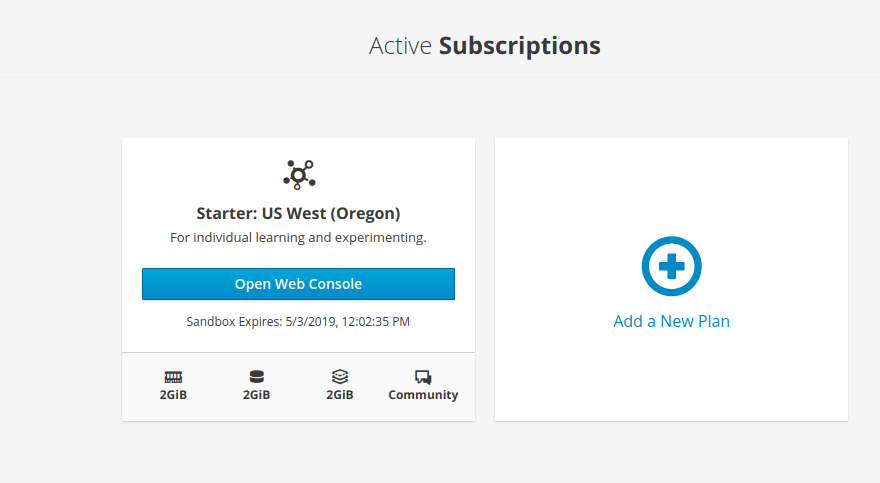 Active Subscriptions
Starter: US West (Oregon)
For individual learning and experimenting.
Open Web Console
Sandbox Expires: 5/3/2019, 12:02:35 PM
2GiB 2GiB 2GiB Community
Add a New Plan